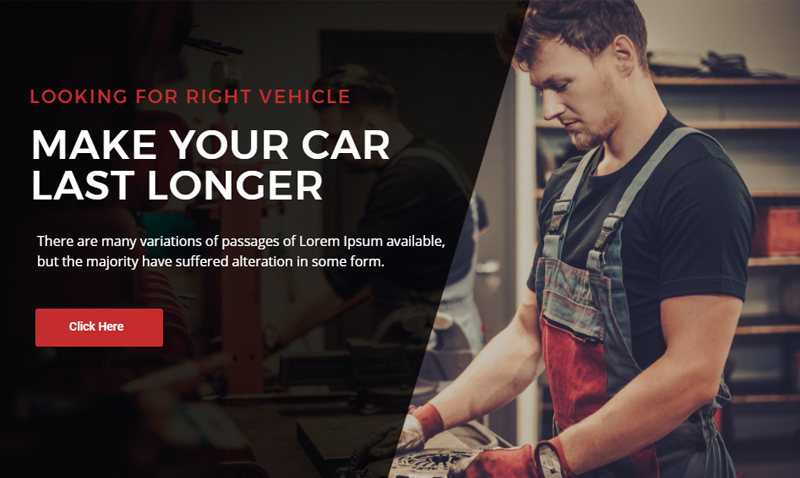 LOOKING FOR RIGHT VEHICLE
MAKE YOUR CAR
LAST LONGER
There are many variations of passages of Lorem Ipsum available,
but the majority have suffered alteration in some form.
Click Here